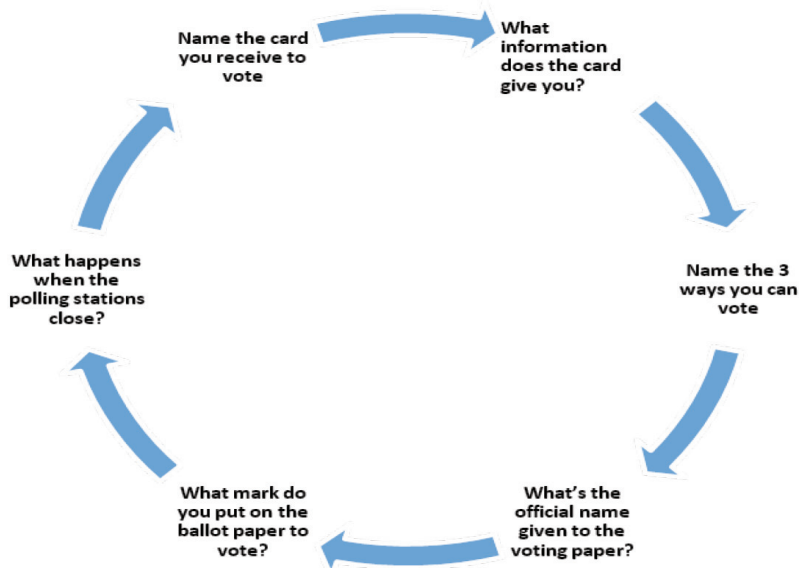 Name the card
you receive to
vote
What
information
does the card
give you?
Name the 3
ways you can
vote
What’s the
official name
given to the
voting paper?
What mark do
you put on the
ballot paper to
vote?
What happens
when the
polling stations
close?